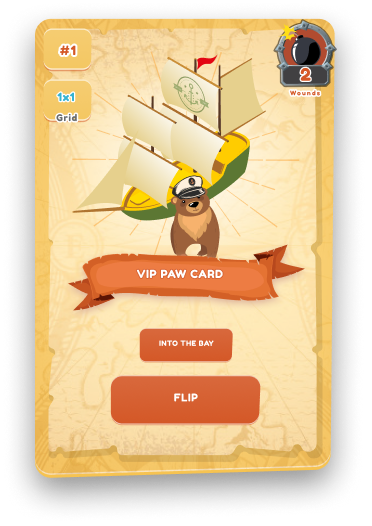 #1
1x1
Grid
2
Wounds
VIP PAW CARD
INTO THE BAY
FLIP